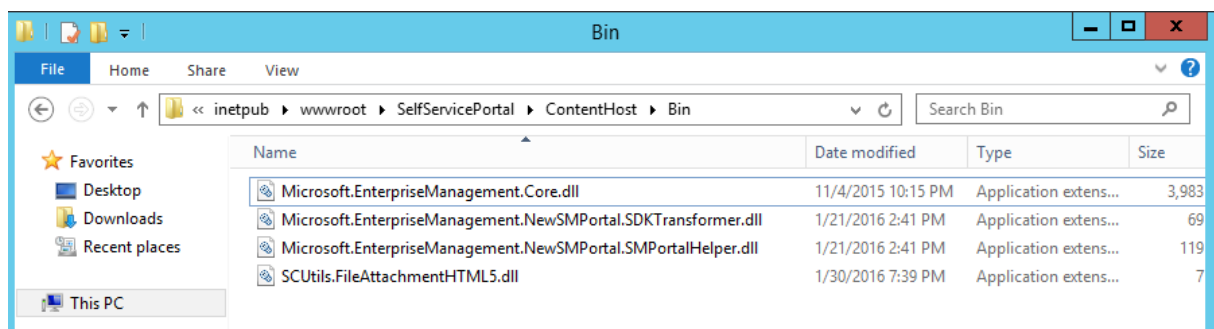 Bin
File Home Share View
« inetpub wwwroot SelfServicePortal ContentHost Bin Search Bin
Favorites
Desktop
Downloads
Recent places
This PC
Name Date modified Type Size
Microsoft.EnterpriseManagement.Core.dll 11/4/2015 10:15 PM Application extens... 3,983
Microsoft.EnterpriseManagement.NewSMPortal.SDKTransformer.dll 1/21/2016 2:41 PM Application extens... 69
Microsoft.EnterpriseManagement.NewSMPortal.SMPortalHelper.dll 1/21/2016 2:41 PM Application extens... 119
SCUtils.FileAttachmentHTML5.dll 1/30/2016 7:39 PM Application extens... 7